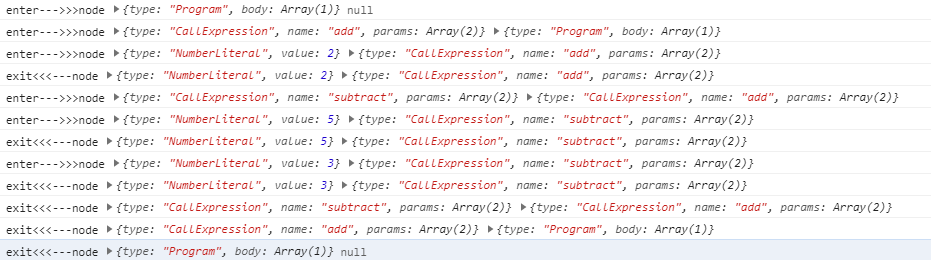 enter--->>>node ▶{type: "Program", body: Array(1)} null
enter--->>>node ▶{type: "CallExpression", name: "add", params: Array(2)} ▶{type: "Program", body: Array(1)}
enter--->>>node ▶{type: "NumberLiteral", value: 2} ▶{type: "CallExpression", name: "add", params: Array(2)}
exit<<<---node ▶{type: "NumberLiteral", value: 2} ▶{type: "CallExpression", name: "add", params: Array(2)}
enter--->>>node ▶{type: "CallExpression", name: "subtract", params: Array(2)} ▶{type: "CallExpression", name: "add", params: Array(2)}
enter--->>>node ▶{type: "NumberLiteral", value: 5} ▶{type: "CallExpression", name: "subtract", params: Array(2)}
exit<<<---node ▶{type: "NumberLiteral", value: 5} ▶{type: "CallExpression", name: "subtract", params: Array(2)}
enter--->>>node ▶{type: "NumberLiteral", value: 3} ▶{type: "CallExpression", name: "subtract", params: Array(2)}
exit<<<---node ▶{type: "NumberLiteral", value: 3} ▶{type: "CallExpression", name: "subtract", params: Array(2)}
exit<<<---node ▶{type: "CallExpression", name: "subtract", params: Array(2)} ▶{type: "CallExpression", name: "add", params: Array(2)}
exit<<<---node ▶{type: "CallExpression", name: "add", params: Array(2)} ▶{type: "Program", body: Array(1)}
exit<<<---node ▶{type: "Program", body: Array(1)} null